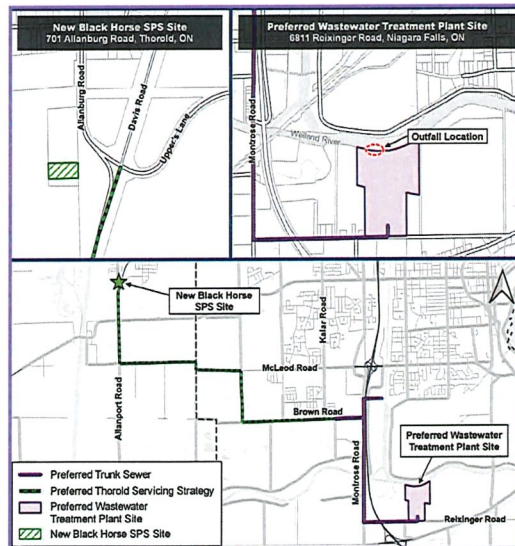 New Black Horse SPS Site
701 Allanburg Road, Thorold, ON
Allanburg Road
Davis Road
Upper's Lane
Preferred Wastewater Treatment Plant Site
6811 Reixinger Road, Niagara Falls, ON
Montrose Road
Welland River
Outfall Location
New Black Horse
SPS Site
Allanport Road
Kalar Road
McLeod Road
Brown Road
Montrose Road
Preferred Wastewater
Treatment Plant Site
Reixinger Road
Preferred Trunk Sewer
Preferred Thorold Servicing Strategy
Preferred Wastewater
Treatment Plant Site
New Black Horse SPS Site